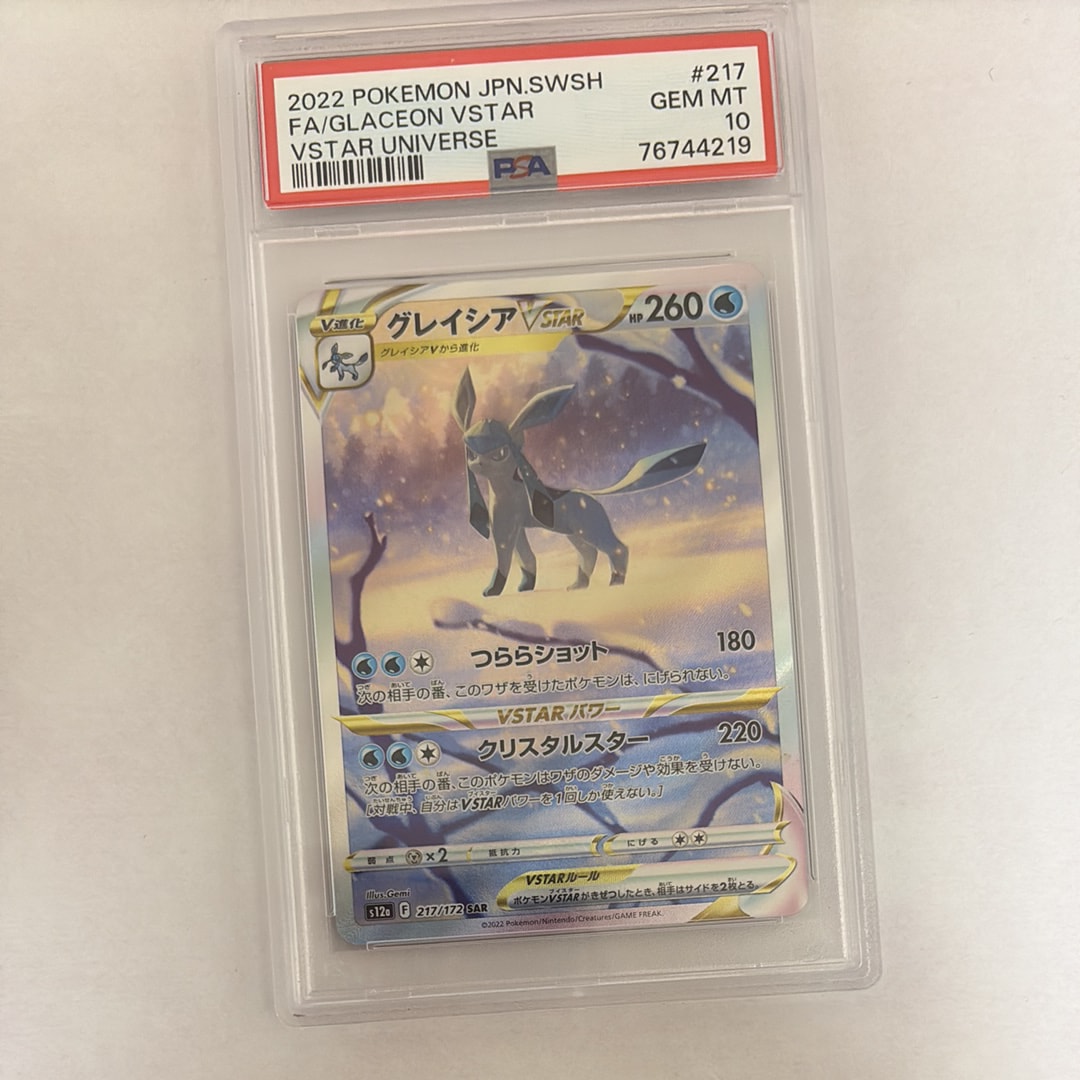 2022 POKEMON JPN.SWSH #217
FA/GLACEON VSTAR GEM MT
VSTAR UNIVERSE 10
PSA 76744219
V進化 グレイシア VSTAR HP 260
グレイシアVから進化
つららショット 180
次の相手の番、このワザを受けたポケモンは、にげられない。
VSTARパワー
クリスタルスター 220
次の相手の番、このポケモンはワザのダメージや効果を受けない。
[対戦中、自分はVSTARパワーを1回しか使えない。]
弱点 ×2 抵抗力 にげる
VSTARルール
ポケモンVSTARがきぜつしたとき、相手はサイドを2枚とる。
Illus.Gemi
s12a F 217/172 SAR
©2022 Pokémon/Nintendo/Creatures/GAME FREAK.